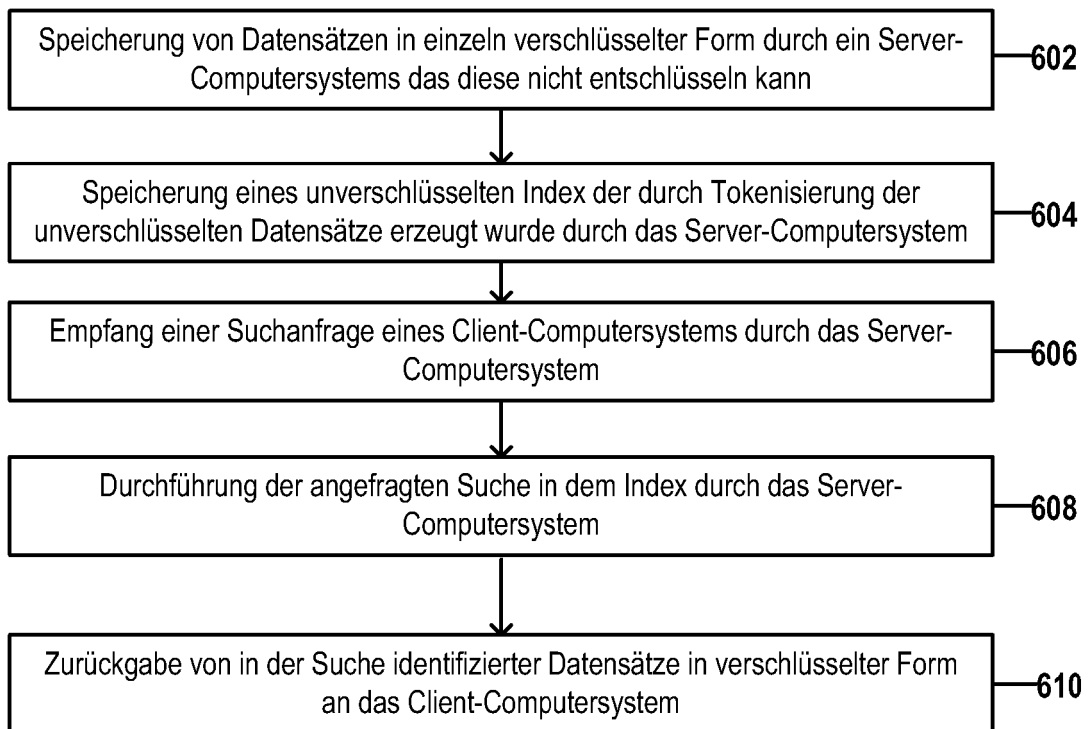 Speicherung von Datensätzen in einzeln verschlüsselter Form durch ein Server-
Computersystems das diese nicht entschlüsseln kann
602
Speicherung eines unverschlüsselten Index der durch Tokenisierung der
unverschlüsselten Datensätze erzeugt wurde durch das Server-Computersystem
604
Empfang einer Suchanfrage eines Client-Computersystems durch das Server-
Computersystem
606
Durchführung der angefragten Suche in dem Index durch das Server-
Computersystem
608
Zurückgabe von in der Suche identifizierter Datensätze in verschlüsselter Form
an das Client-Computersystem
610